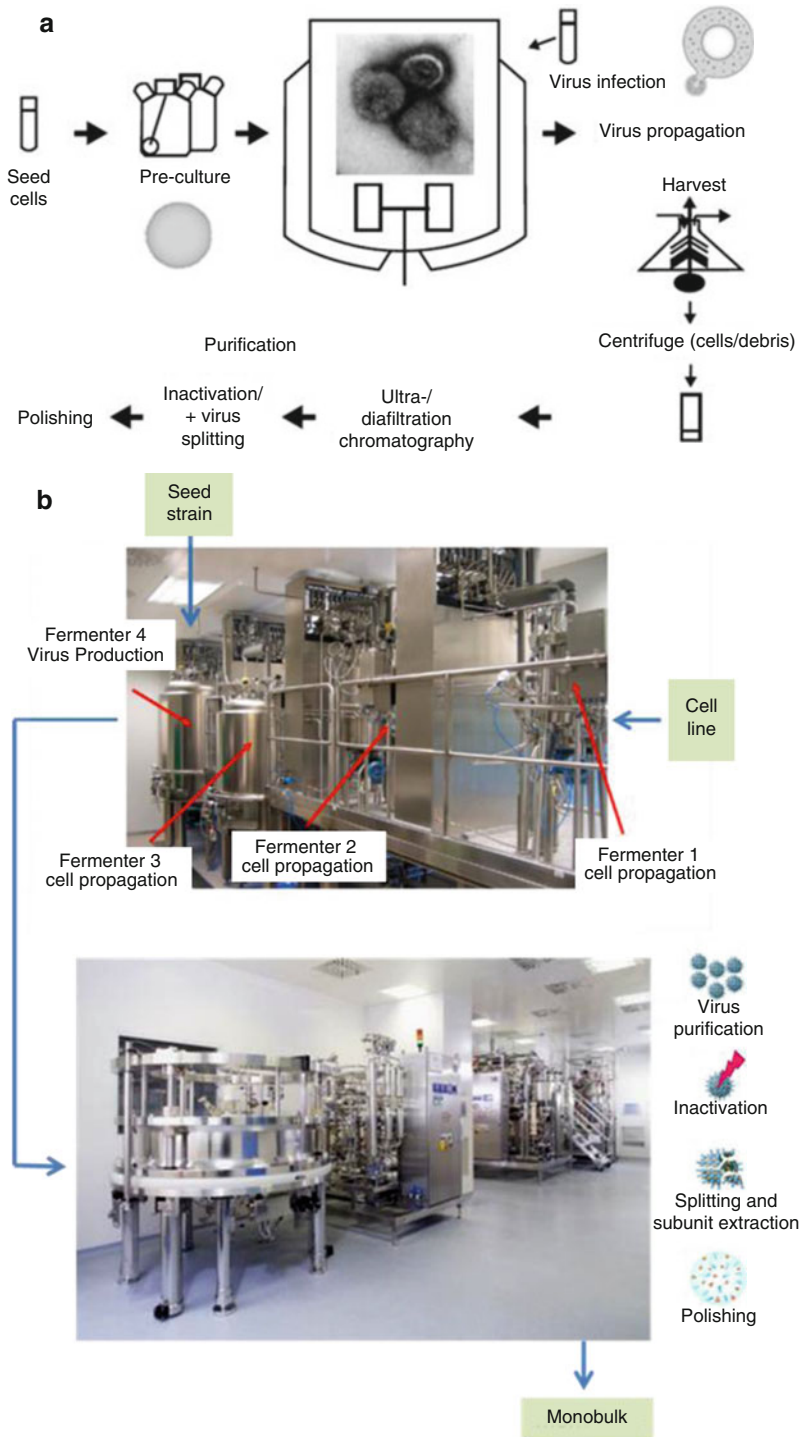 a
Virus infection
Seed
cells
Pre-culture
Virus propagation
Harvest
Centrifuge (cells/debris)
Purification
Polishing
Inactivation/
+ virus
splitting
Ultra-/
diafiltration
chromatography
b
Seed
strain
Fermenter 4
Virus Production
Cell
line
Fermenter 3
cell propagation
Fermenter 2
cell propagation
Fermenter 1
cell propagation
Virus
purification
Inactivation
Splitting and
subunit extraction
Polishing
Monobulk